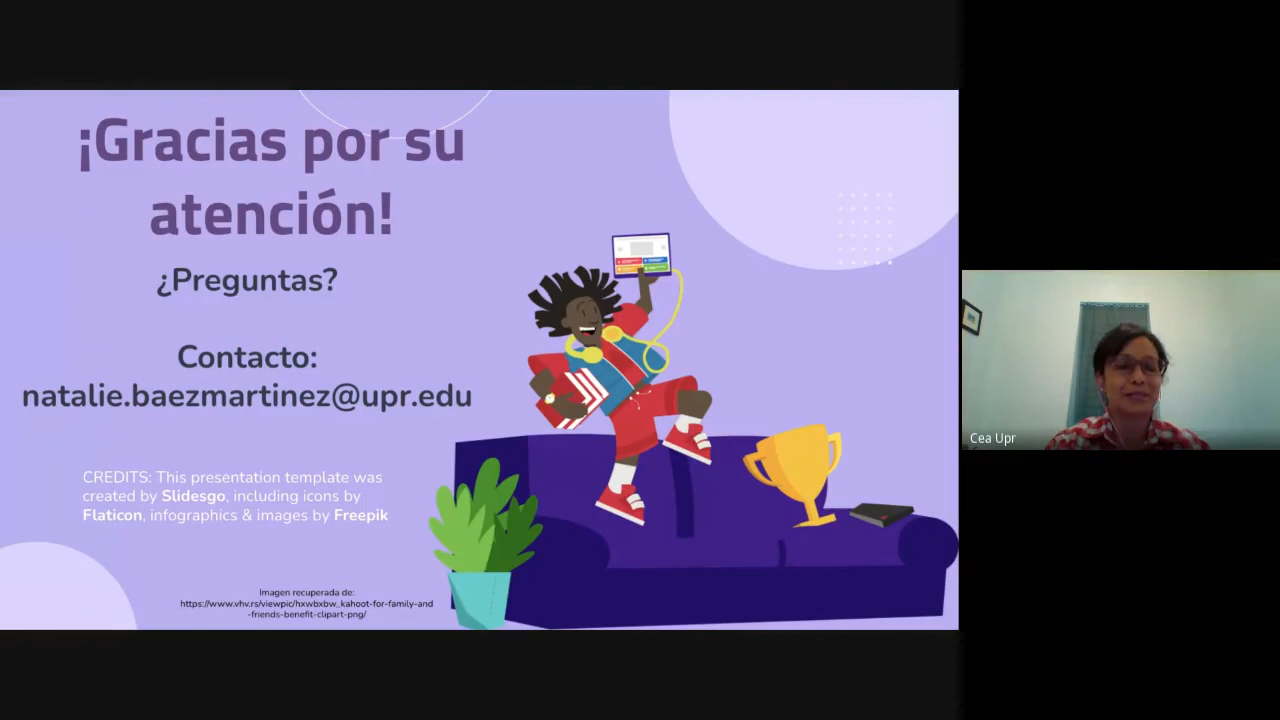 ¡Gracias por su
atención!
¿Preguntas?
Contacto:
natalie.baezmartinez@upr.edu
CREDITS: This presentation template was
created by Slidesgo, including icons by
Flaticon, infographics & images by Freepik
Imagen recuperada de:
https://www.vhv.rs/viewpic/hxwbxbw_kahoot-for-family-and
-friends-benefit-clipart-png/
Cea Upr